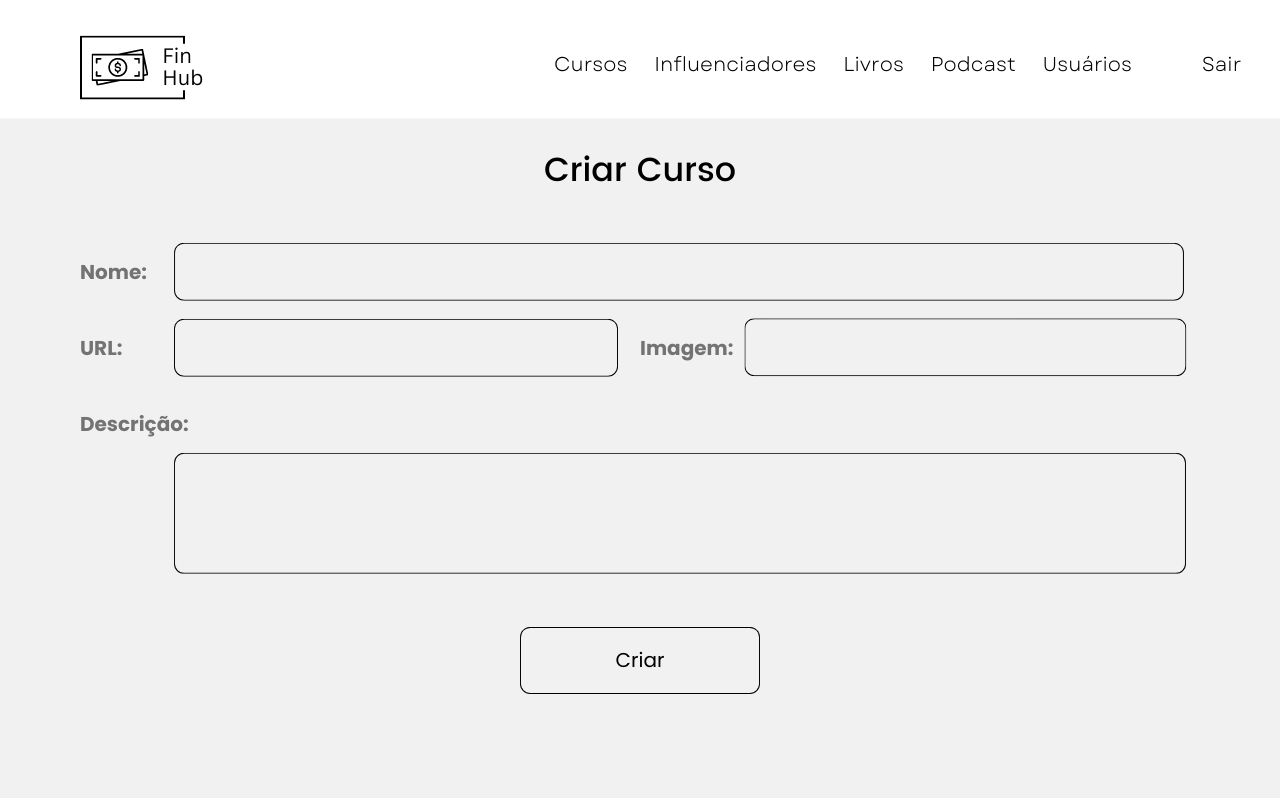 Fin
Hub
Cursos Influenciadores Livros Podcast Usuários Sair
Criar Curso
Nome:
URL: Imagem:
Descrição:
Criar